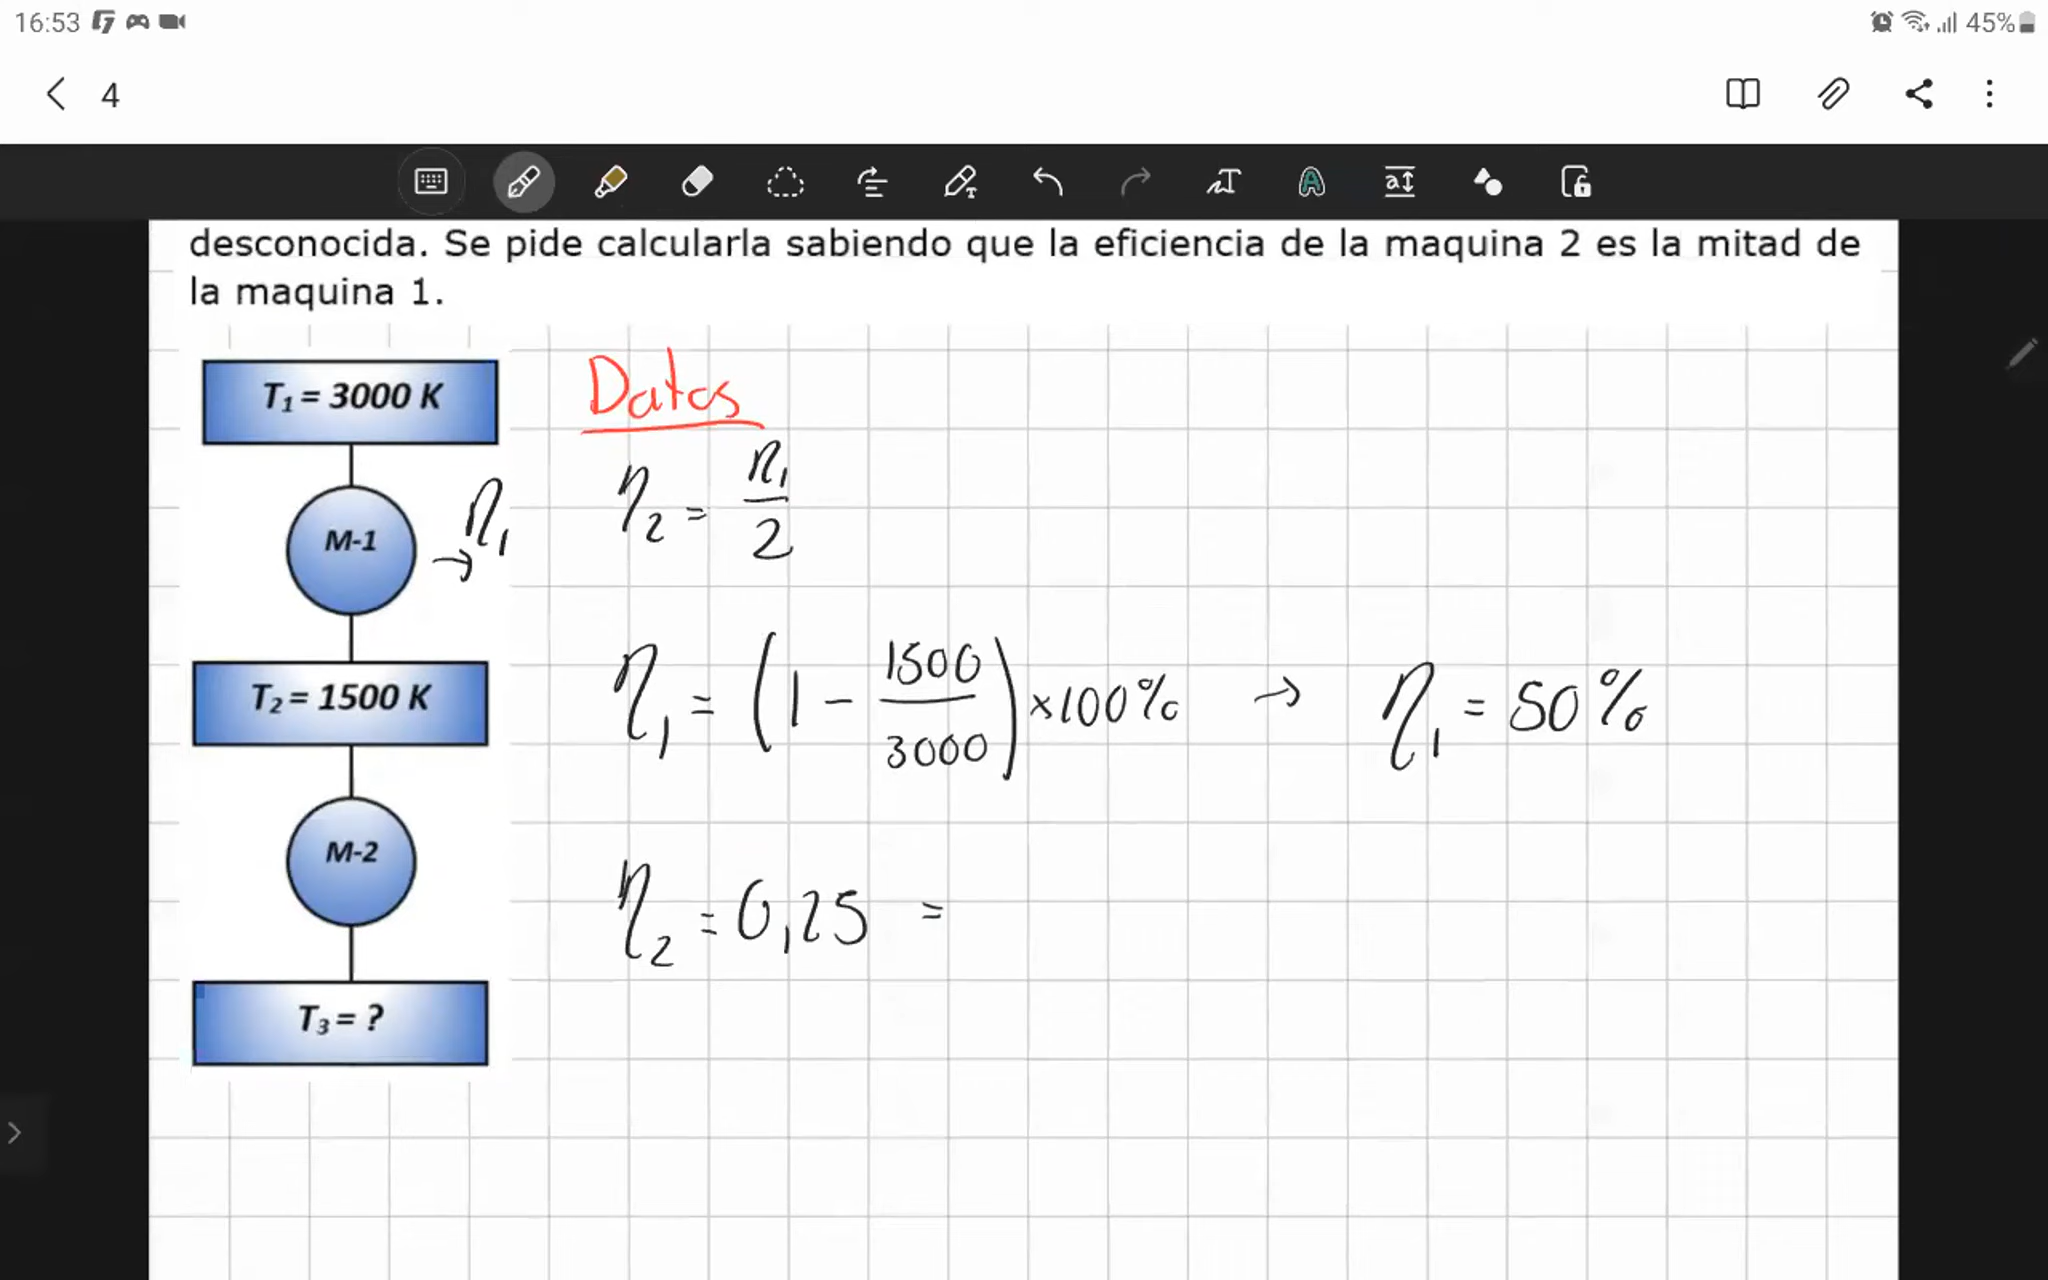 16:53
45%
4
desconocida. Se pide calcularla sabiendo que la eficiencia de la maquina 2 es la mitad de
la maquina 1.
T₁ = 3000 K
Datos
M-1
→ η₁
η₂ = η₁/2
T₂ = 1500 K
η₁ = (1 - 1500/3000) ×100% → η₁ = 50%
M-2
η₂ = 0,25 =
T₃ = ?